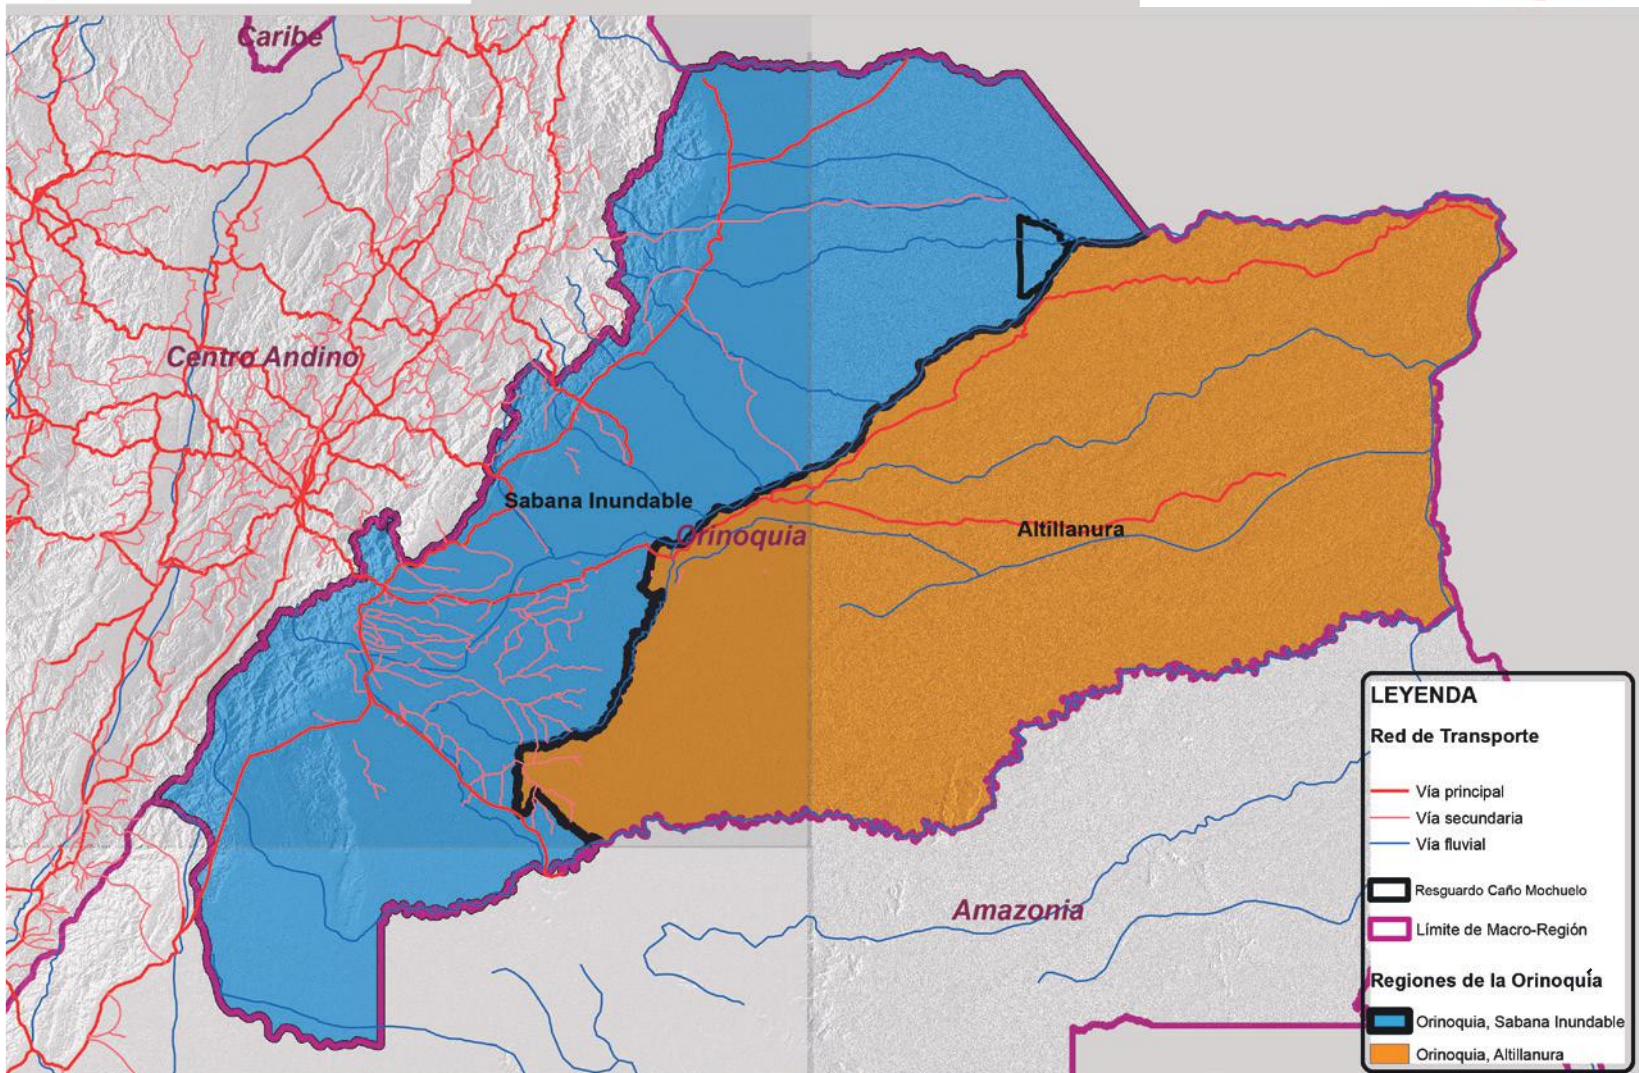 Caribe
Centro Andino
Sabana Inundable
Orinoquia
Altillanura
Amazonia
LEYENDA
Red de Transporte
Vía principal
Vía secundaria
Vía fluvial
Resguardo Caño Mochuelo
Límite de Macro-Región
Regiones de la Orinoquía
Orinoquia, Sabana Inundable
Orinoquia, Altillanura